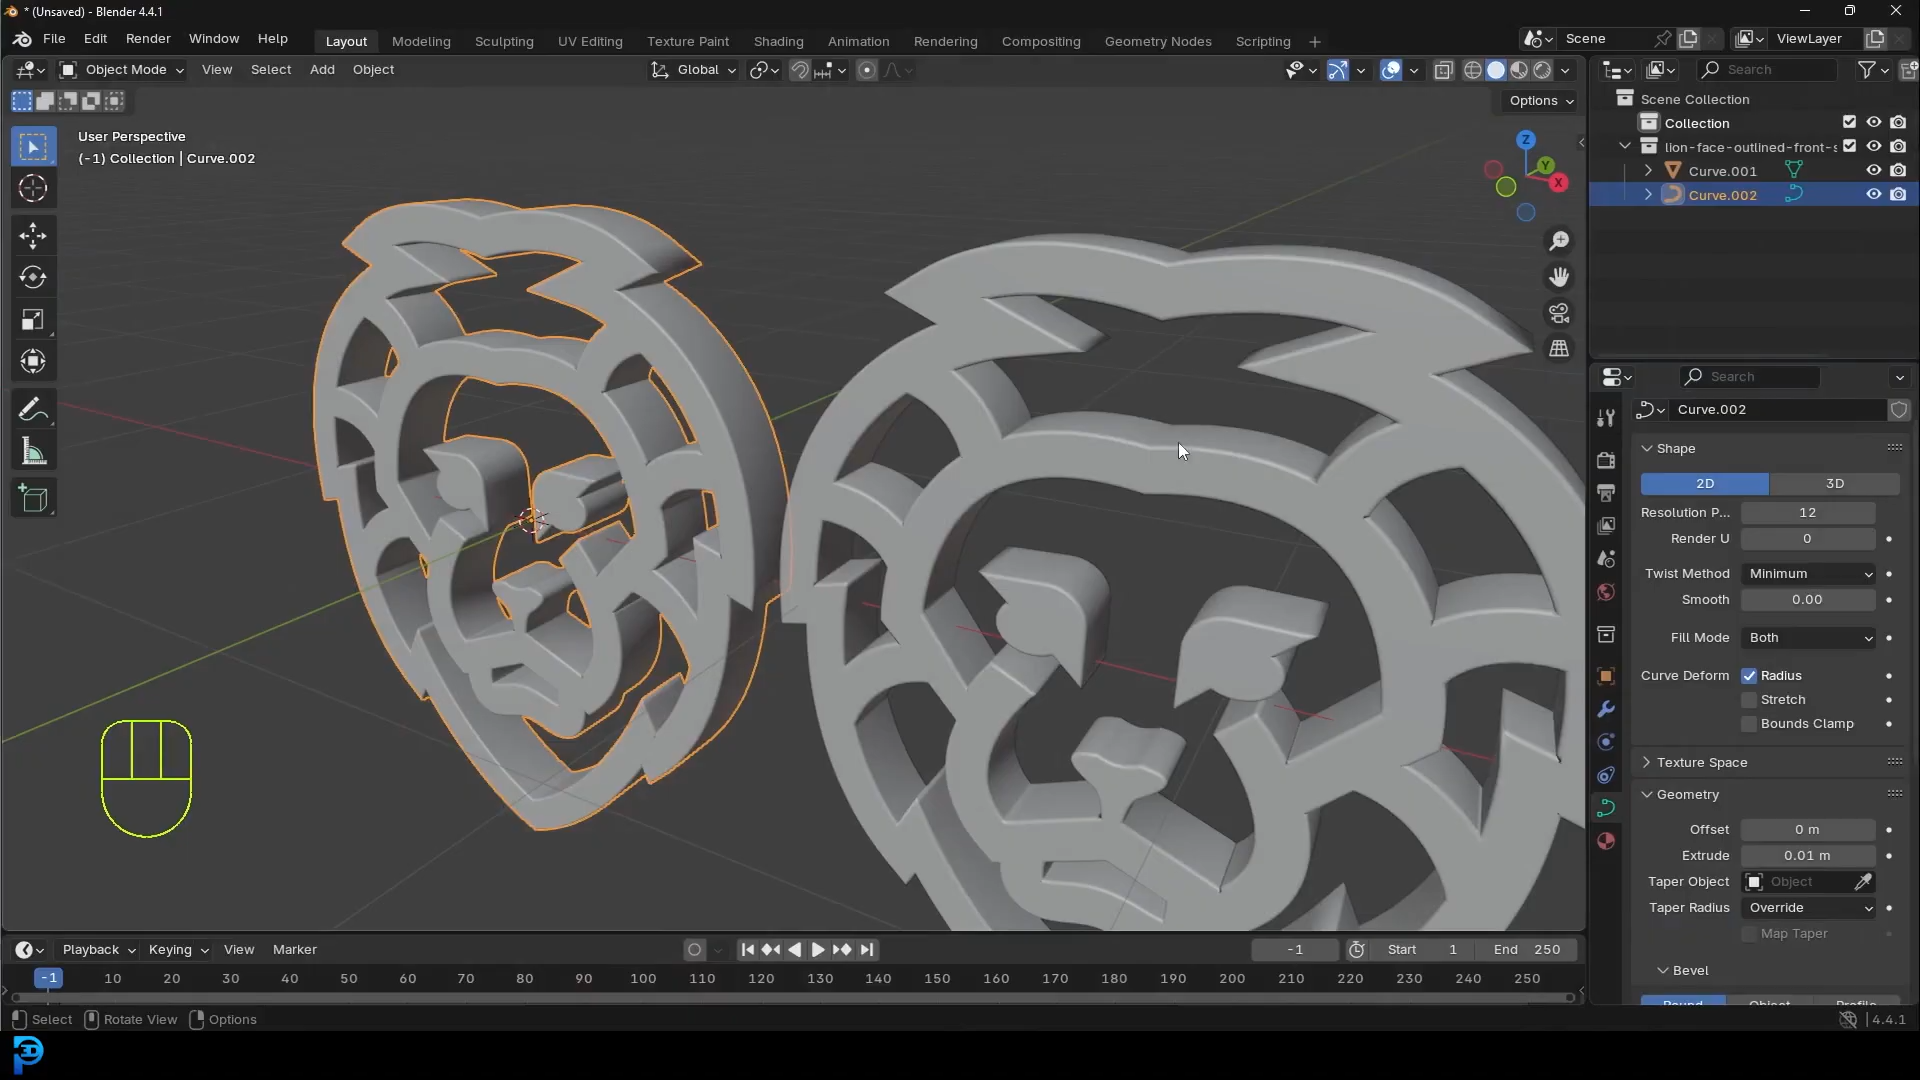 * (Unsaved) - Blender 4.4.1
File Edit Render Window Help
Layout Modeling Sculpting UV Editing Texture Paint Shading Animation Rendering Compositing Geometry Nodes Scripting +
Scene
ViewLayer
Object Mode View Select Add Object
Global
Search
Options
User Perspective
(-1) Collection | Curve.002
Z
Y
X
Scene Collection
Collection
lion-face-outlined-front-s
Curve.001
Curve.002
Search
Curve.002
Shape
2D 3D
Resolution P... 12
Render U 0
Twist Method Minimum
Smooth 0.00
Fill Mode Both
Curve Deform Radius
Stretch
Bounds Clamp
Texture Space
Geometry
Offset 0 m
Extrude 0.01 m
Taper Object Object
Taper Radius Override
Map Taper
Bevel
Round Object Profile
Playback Keying View Marker
-1 Start 1 End 250
-1 10 20 30 40 50 60 70 80 90 100 110 120 130 140 150 160 170 180 190 200 210 220 230 240 250
Select Rotate View Options
4.4.1